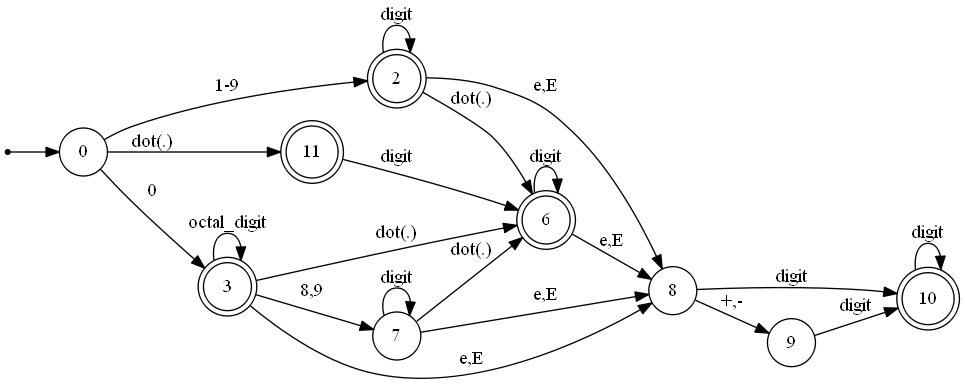 digit
2
1-9
e,E
dot(.)
0
dot(.)
11
digit
digit
6
0
octal_digit
dot(.)
dot(.)
e,E
3
8,9
digit
7
e,E
e,E
8
digit
+,-
9
digit
digit
10